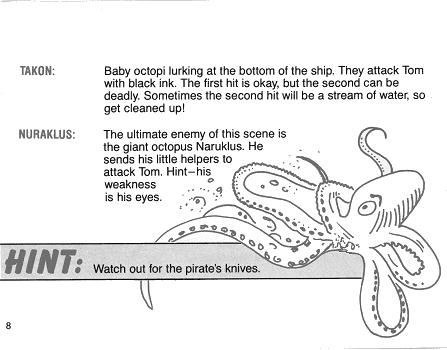 TAKON:
Baby octopi lurking at the bottom of the ship. They attack Tom
with black ink. The first hit is okay, but the second can be
deadly. Sometimes the second hit will be a stream of water, so
get cleaned up!
NURAKLUS:
The ultimate enemy of this scene is
the giant octopus Naruklus. He
sends his little helpers to
attack Tom. Hint–his
weakness
is his eyes.
HINT: Watch out for the pirate's knives.
8